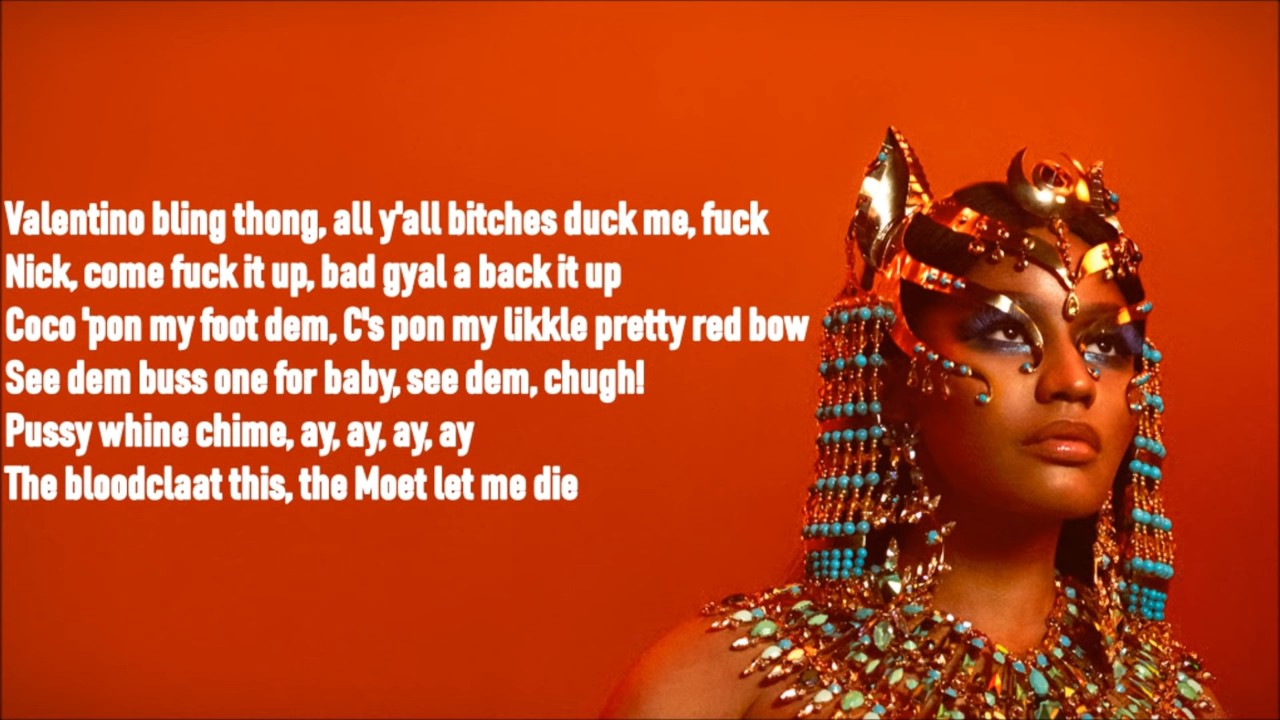 Valentino bling thong, all y'all bitches duck me, fuck
Nick, come fuck it up, bad gyal a back it up
Coco 'pon my foot dem, C's pon my likkle pretty red bow
See dem buss one for baby, see dem, chugh!
Pussy whine chime, ay, ay, ay, ay
The bloodclaat this, the Moet let me die